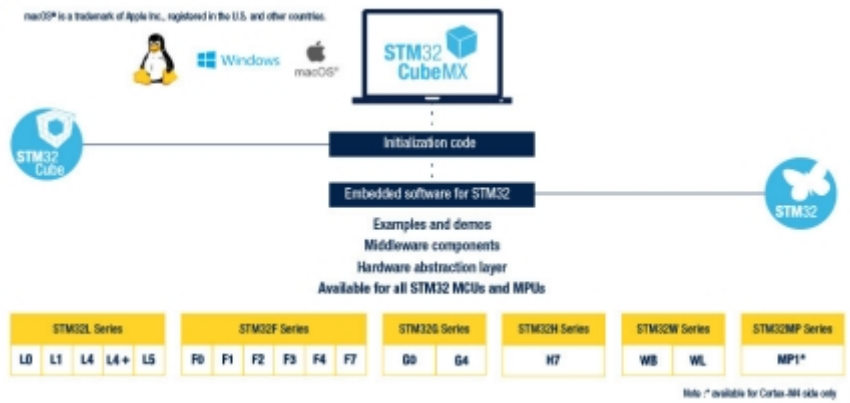 macOS® is a trademark of Apple Inc., registered in the U.S. and other countries.
Windows
macOS®
STM32
CubeMX
Initialization code
STM32
Cube
Embedded software for STM32
STM32
Examples and demos
Middleware components
Hardware abstraction layer
Available for all STM32 MCUs and MPUs
STM32L Series
L0 L1 L4 L4+ L5
STM32F Series
F0 F1 F2 F3 F4 F7
STM32G Series
G0 G4
STM32H Series
H7
STM32W Series
WB WL
STM32MP Series
MP1*
Note :* available for Cortex-M4 side only